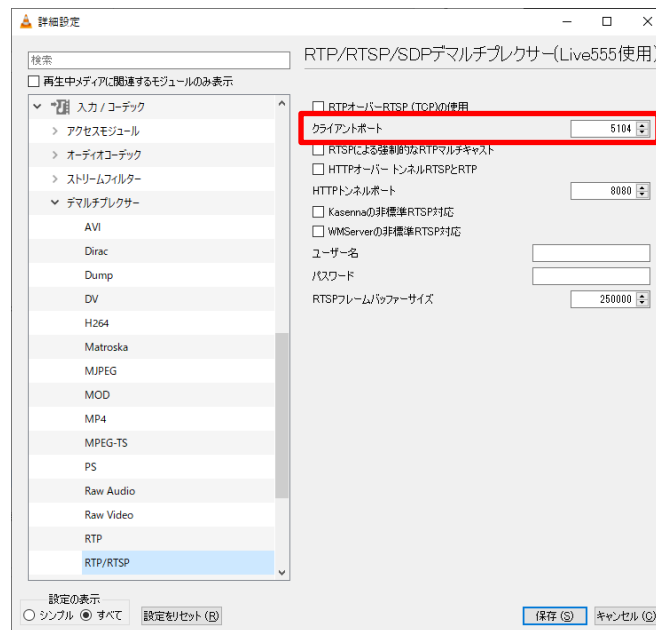 詳細設定
検索
再生中メディアに関連するモジュールのみ表示
入力 / コーデック
アクセスモジュール
オーディオコーデック
ストリームフィルター
デマルチプレクサー
AVI
Dirac
Dump
DV
H264
Matroska
MJPEG
MOD
MP4
MPEG-TS
PS
Raw Audio
Raw Video
RTP
RTP/RTSP
設定の表示
シンプル すべて 設定をリセット (R)
RTP/RTSP/SDPデマルチプレクサー(Live555使用)
RTPオーバーRTSP (TCP)の使用
クライアントポート 5104
RTSPによる強制的なRTPマルチキャスト
HTTPオーバー トンネルRTSPとRTP
HTTPトンネルポート 8080
Kasennaの非標準RTSP対応
WMServerの非標準RTSP対応
ユーザー名
パスワード
RTSPフレームバッファーサイズ 250000
保存 (S) キャンセル (C)